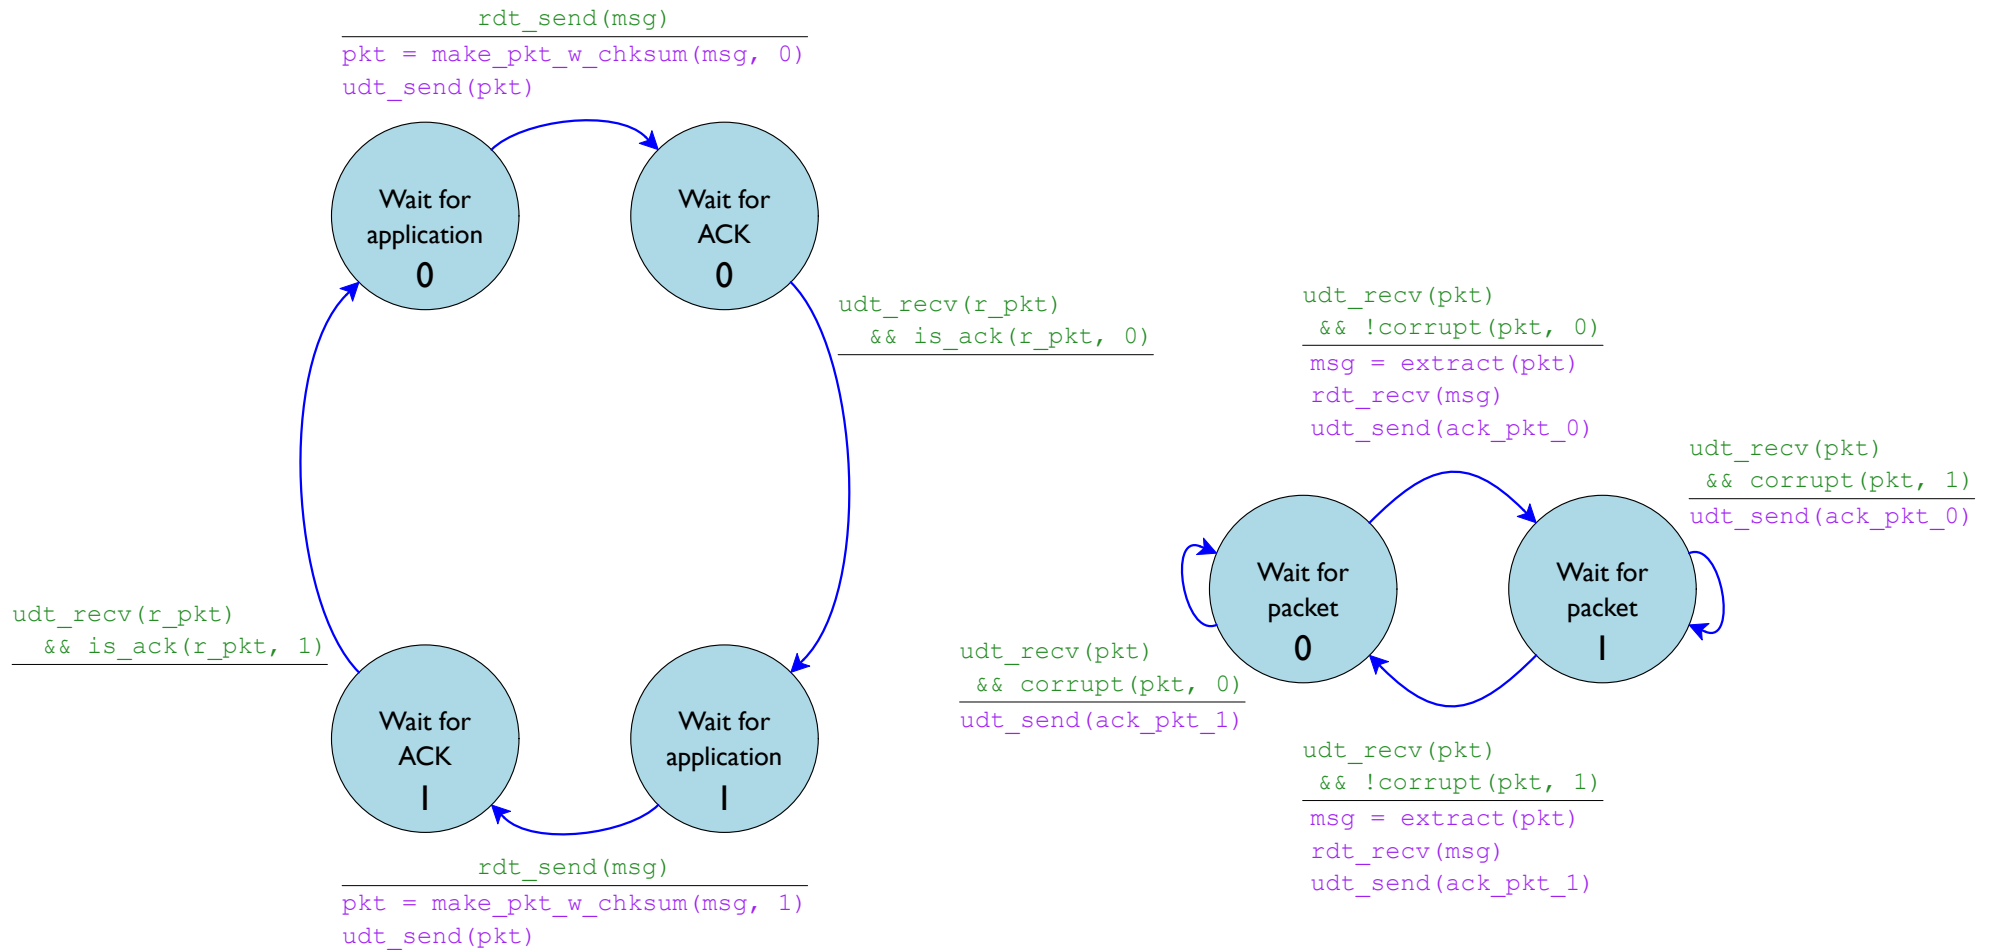 rdt_send(msg)
pkt = make_pkt_w_chksum(msg, 0)
udt_send(pkt)
Wait for
application
0
Wait for
ACK
0
udt_recv(r_pkt)
&& is_ack(r_pkt, 0)
udt_recv(r_pkt)
&& is_ack(r_pkt, 1)
Wait for
ACK
1
Wait for
application
1
rdt_send(msg)
pkt = make_pkt_w_chksum(msg, 1)
udt_send(pkt)
udt_recv(pkt)
&& !corrupt(pkt, 0)
msg = extract(pkt)
rdt_recv(msg)
udt_send(ack_pkt_0)
udt_recv(pkt)
&& corrupt(pkt, 1)
udt_send(ack_pkt_0)
Wait for
packet
0
Wait for
packet
1
udt_recv(pkt)
&& corrupt(pkt, 0)
udt_send(ack_pkt_1)
udt_recv(pkt)
&& !corrupt(pkt, 1)
msg = extract(pkt)
rdt_recv(msg)
udt_send(ack_pkt_1)